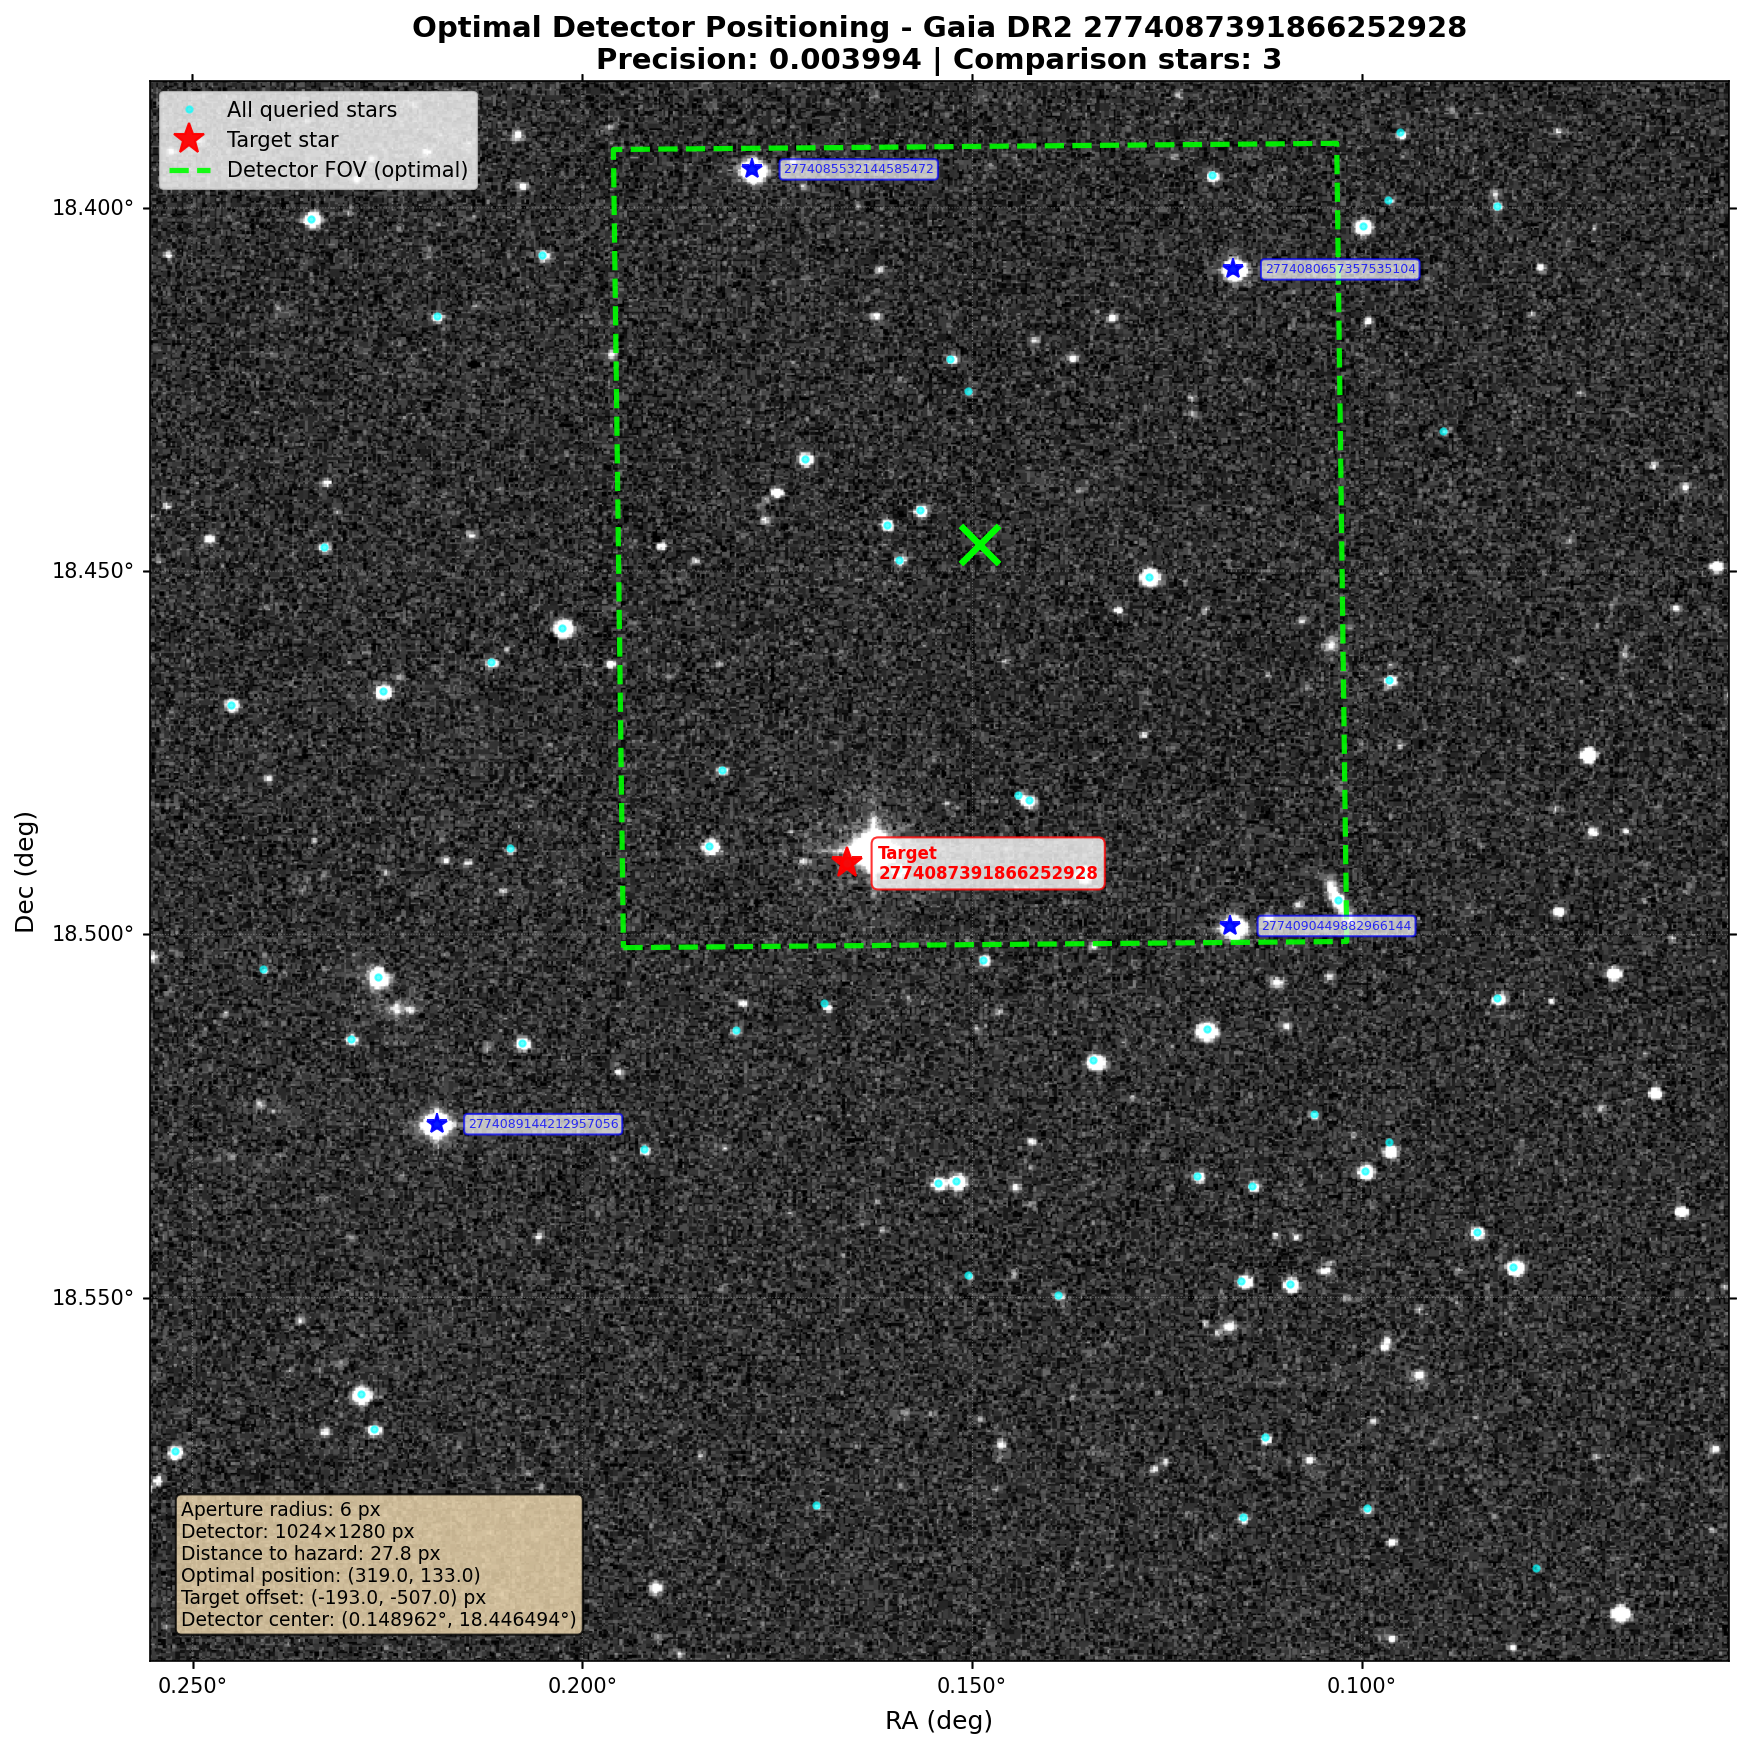 Optimal Detector Positioning - Gaia DR2 2774087391866252928
Precision: 0.003994 | Comparison stars: 3
All queried stars
Target star
Detector FOV (optimal)
2774085532144585472
2774080657357535104
Target
2774087391866252928
2774090449882966144
2774089144212957056
18.400°
18.450°
18.500°
18.550°
Dec (deg)
Aperture radius: 6 px
Detector: 1024×1280 px
Distance to hazard: 27.8 px
Optimal position: (319.0, 133.0)
Target offset: (-193.0, -507.0) px
Detector center: (0.148962°, 18.446494°)
0.250°
0.200°
0.150°
0.100°
RA (deg)